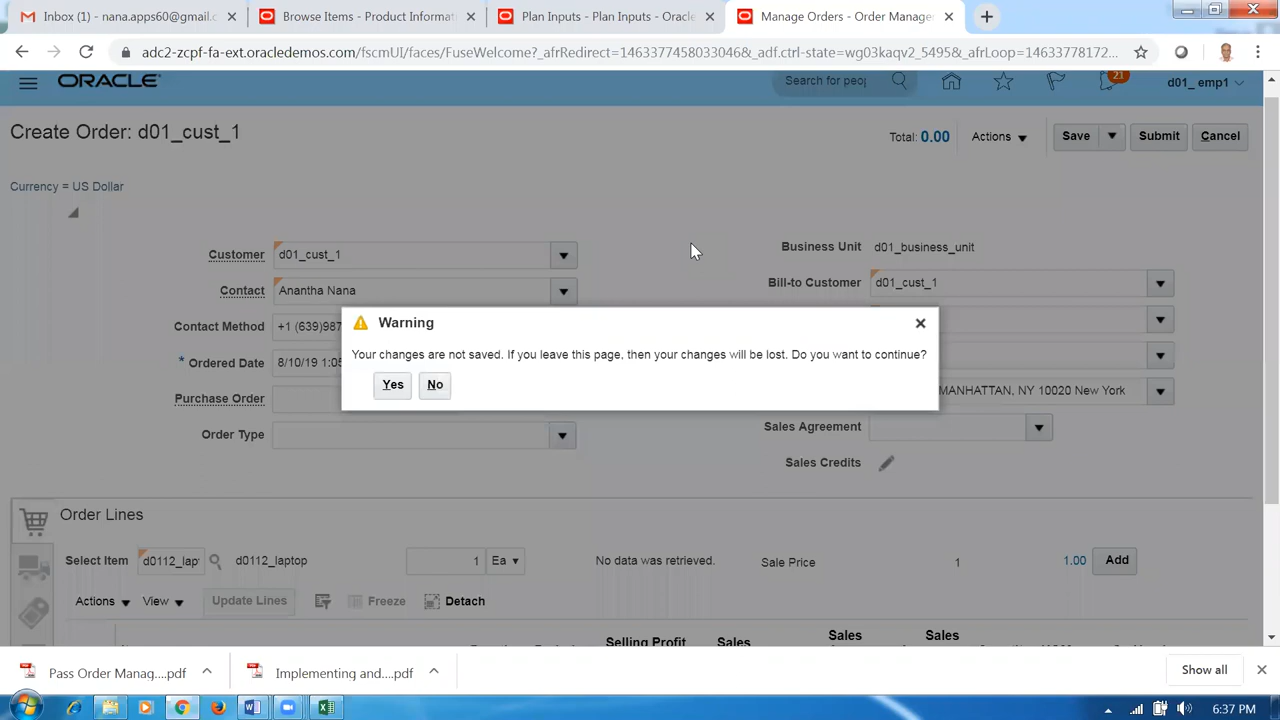 Inbox (1) - nana.apps60@gmail.c
Browse Items - Product Informat
Plan Inputs - Plan Inputs - Oracle
Manage Orders - Order Manage
adc2-zcpf-fa-ext.oracledemos.com/fscmUI/faces/FuseWelcome?_afrRedirect=1463377458033046&_adf.ctrl-state=wg03kaqv2_5495&_afrLoop=14633778172...
ORACLE
Search for peop
21
d01_ emp1
Create Order: d01_cust_1
Total: 0.00
Actions
Save
Submit
Cancel
Currency = US Dollar
Customer d01_cust_1
Business Unit d01_business_unit
Contact Anantha Nana
Bill-to Customer d01_cust_1
Contact Method +1 (639)987
Ordered Date 8/10/19 1:05
Purchase Order
MANHATTAN, NY 10020 New York
Order Type
Sales Agreement
Sales Credits
Warning
Your changes are not saved. If you leave this page, then your changes will be lost. Do you want to continue?
Yes No
Order Lines
Select Item d0112_lap d0112_laptop 1 Ea No data was retrieved. Sale Price 1 1.00 Add
Actions View Update Lines Freeze Detach
Selling Profit Sales Sales Sales
Pass Order Manag....pdf
Implementing and....pdf
Show all
6:37 PM